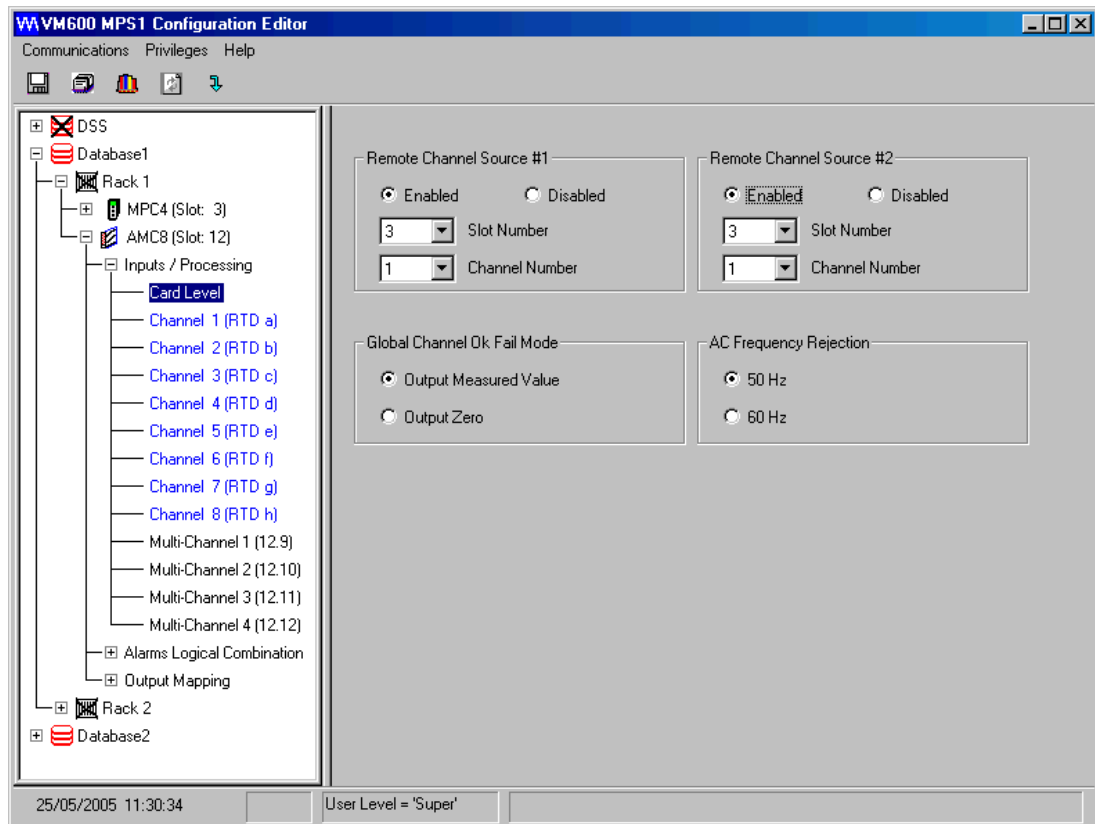 VM600 MPS1 Configuration Editor
Communications Privileges Help
DSS
Database1
Rack 1
MPC4 (Slot: 3)
AMC8 (Slot: 12)
Inputs / Processing
Card Level
Channel 1 (RTD a)
Channel 2 (RTD b)
Channel 3 (RTD c)
Channel 4 (RTD d)
Channel 5 (RTD e)
Channel 6 (RTD f)
Channel 7 (RTD g)
Channel 8 (RTD h)
Multi-Channel 1 (12.9)
Multi-Channel 2 (12.10)
Multi-Channel 3 (12.11)
Multi-Channel 4 (12.12)
Alarms Logical Combination
Output Mapping
Rack 2
Database2
Remote Channel Source #1
Enabled Disabled
3 Slot Number
1 Channel Number
Remote Channel Source #2
Enabled Disabled
3 Slot Number
1 Channel Number
Global Channel Ok Fail Mode
Output Measured Value
Output Zero
AC Frequency Rejection
50 Hz
60 Hz
25/05/2005 11:30:34 User Level = 'Super'